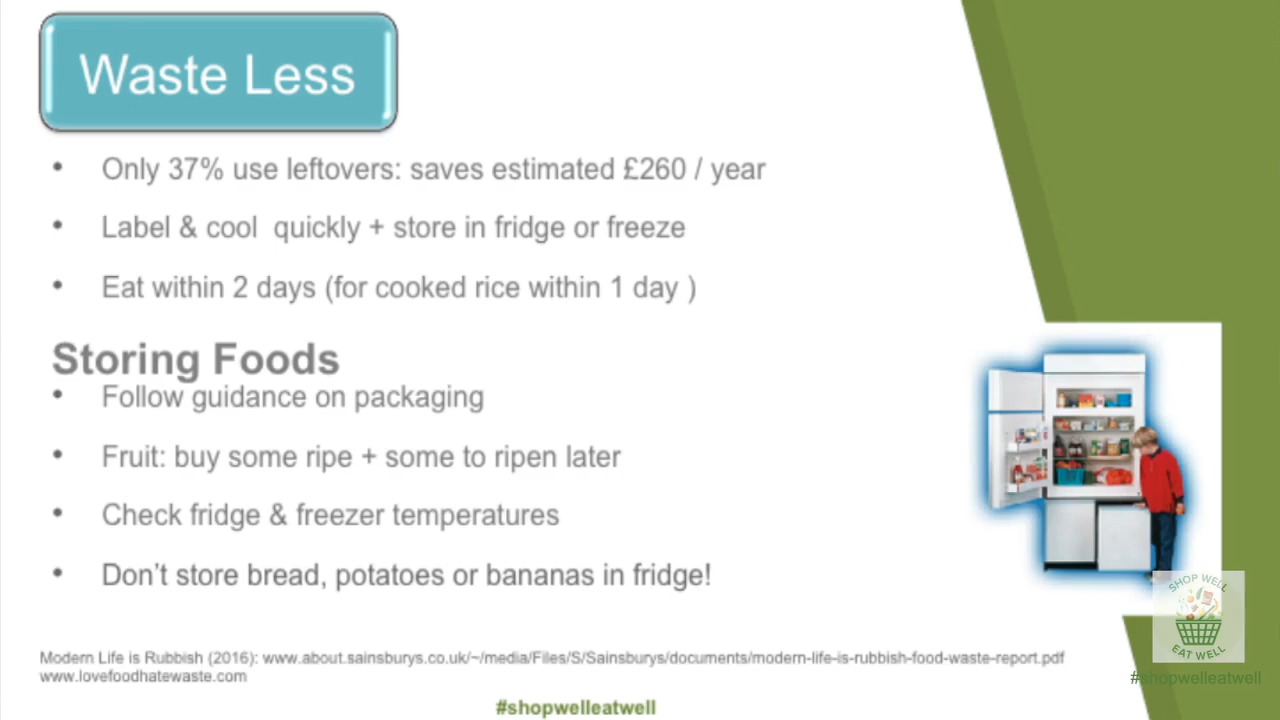 Waste Less
• Only 37% use leftovers: saves estimated £260 / year
• Label & cool quickly + store in fridge or freeze
• Eat within 2 days (for cooked rice within 1 day )
Storing Foods
• Follow guidance on packaging
• Fruit: buy some ripe + some to ripen later
• Check fridge & freezer temperatures
• Don't store bread, potatoes or bananas in fridge!
SHOP WELL
EAT WELL
Modern Life is Rubbish (2016): www.about.sainsburys.co.uk/~/media/Files/S/Sainsburys/documents/modern-life-is-rubbish-food-waste-report.pdf
www.lovefoodhatewaste.com
#shopwelleatwell
#shopwelleatwell